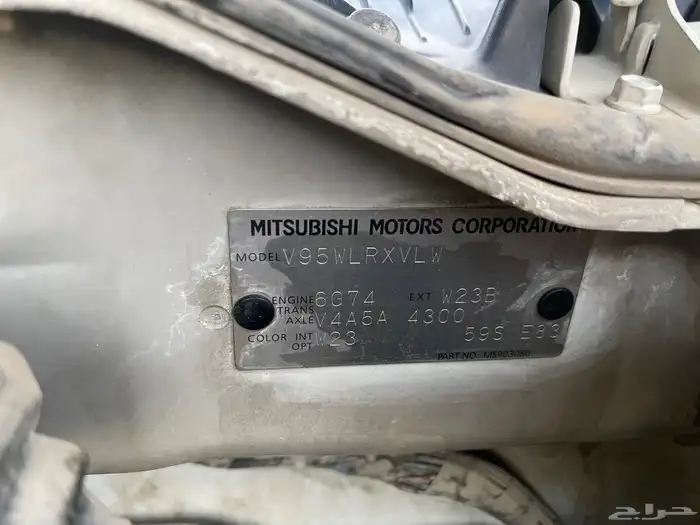 MITSUBISHI MOTORS CORPORATION
MODEL V95WLRXVLW
ENGINE 6G74 EXT W23B
TRANS AXLE V4A5A 4300
COLOR INT OPT W23 59S E83
PART NO. MS903080
حراج